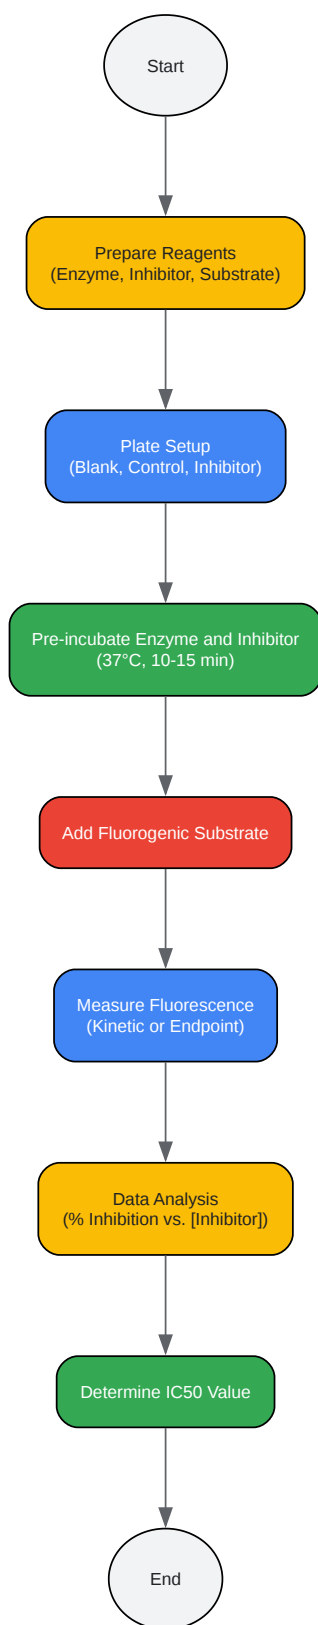 Start
Prepare Reagents
(Enzyme, Inhibitor, Substrate)
Plate Setup
(Blank, Control, Inhibitor)
Pre-incubate Enzyme and Inhibitor
(37°C, 10-15 min)
Add Fluorogenic Substrate
Measure Fluorescence
(Kinetic or Endpoint)
Data Analysis
(% Inhibition vs. [Inhibitor])
Determine IC50 Value
End